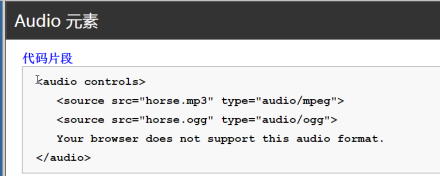 Audio 元素
代码片段
<audio controls>
<source src="horse.mp3" type="audio/mpeg">
<source src="horse.ogg" type="audio/ogg">
Your browser does not support this audio format.
</audio>